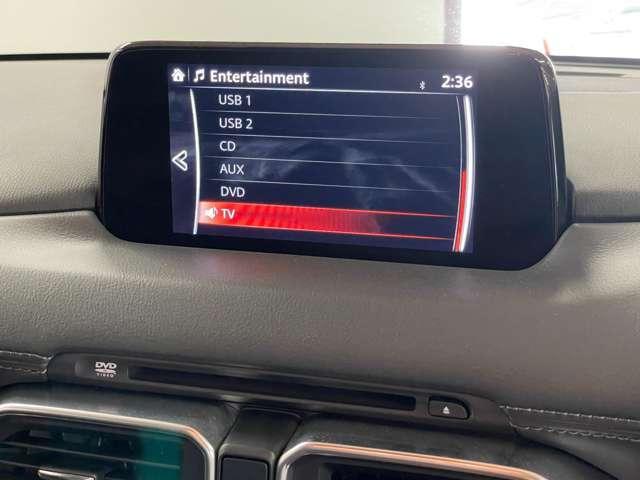 Entertainment
2:36
USB 1
USB 2
CD
AUX
DVD
TV
DVD
VIDEO